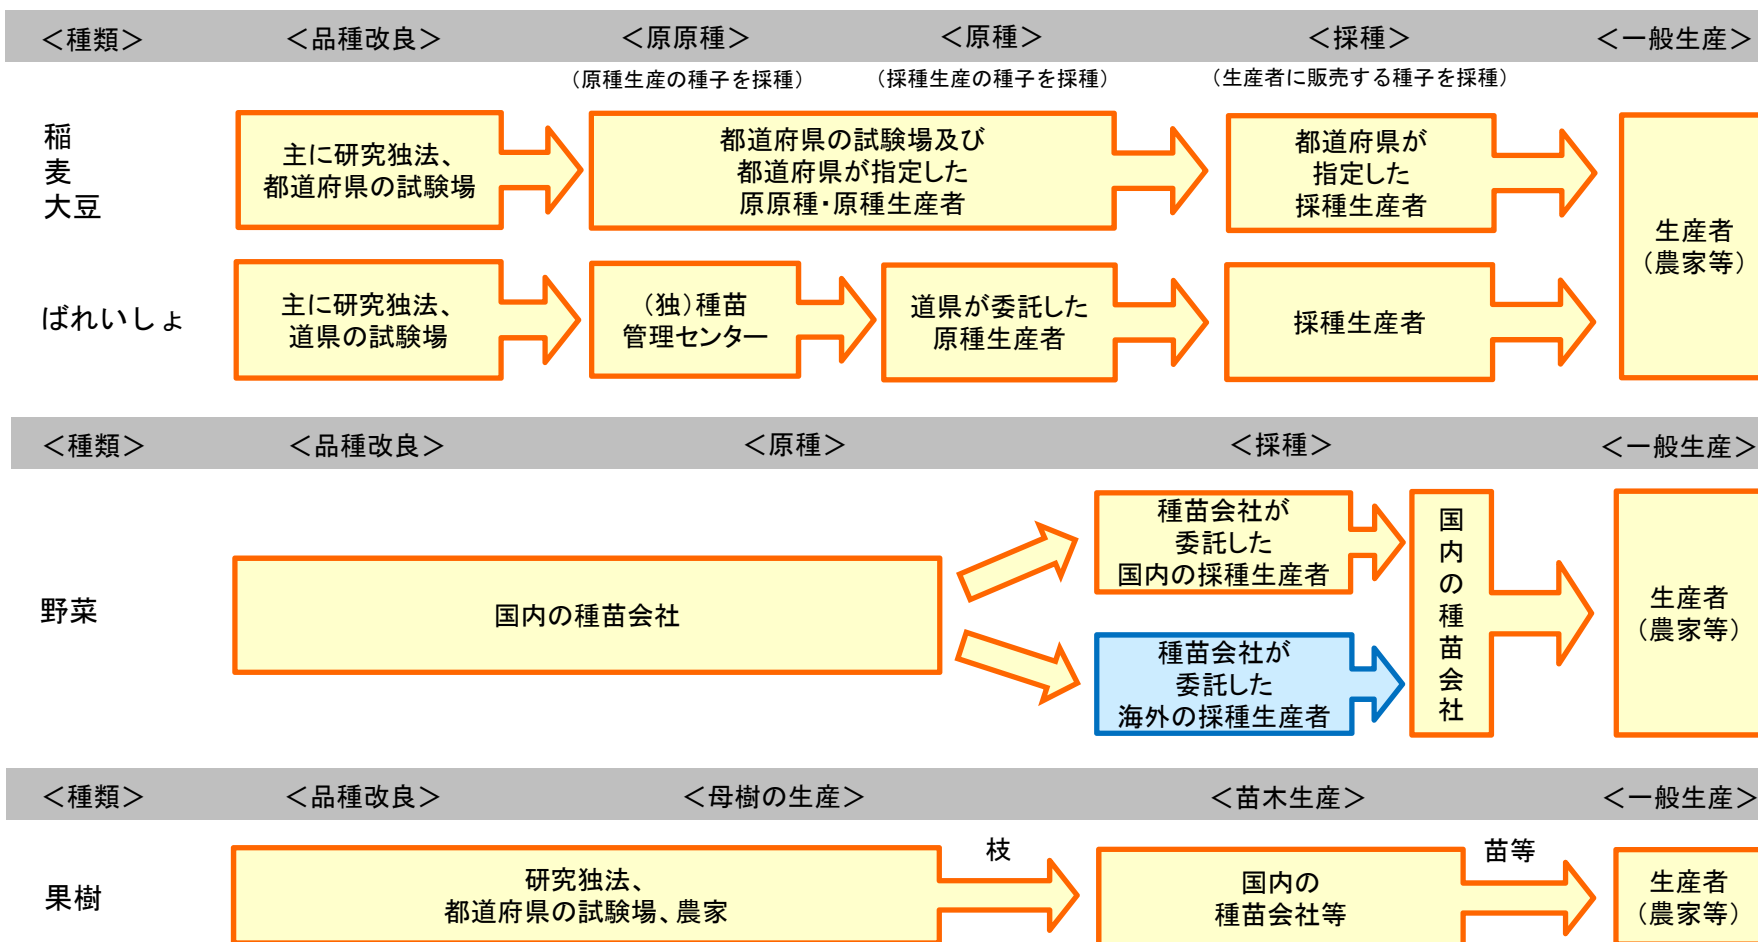 ＜種類＞ ＜品種改良＞ ＜原原種＞ ＜原種＞ ＜採種＞ ＜一般生産＞
（原種生産の種子を採種） （採種生産の種子を採種） （生産者に販売する種子を採種）
稲
麦
大豆
主に研究独法、
都道府県の試験場
都道府県の試験場及び
都道府県が指定した
原原種・原種生産者
都道府県が
指定した
採種生産者
生産者
（農家等）
ばれいしょ
主に研究独法、
道県の試験場
（独）種苗
管理センター
道県が委託した
原種生産者
採種生産者
＜種類＞ ＜品種改良＞ ＜原種＞ ＜採種＞ ＜一般生産＞
野菜
国内の種苗会社
種苗会社が
委託した
国内の採種生産者
種苗会社が
委託した
海外の採種生産者
国内の種苗会社
生産者
（農家等）
＜種類＞ ＜品種改良＞ ＜母樹の生産＞ ＜苗木生産＞ ＜一般生産＞
果樹
研究独法、
都道府県の試験場、農家
枝
国内の
種苗会社等
苗等
生産者
（農家等）